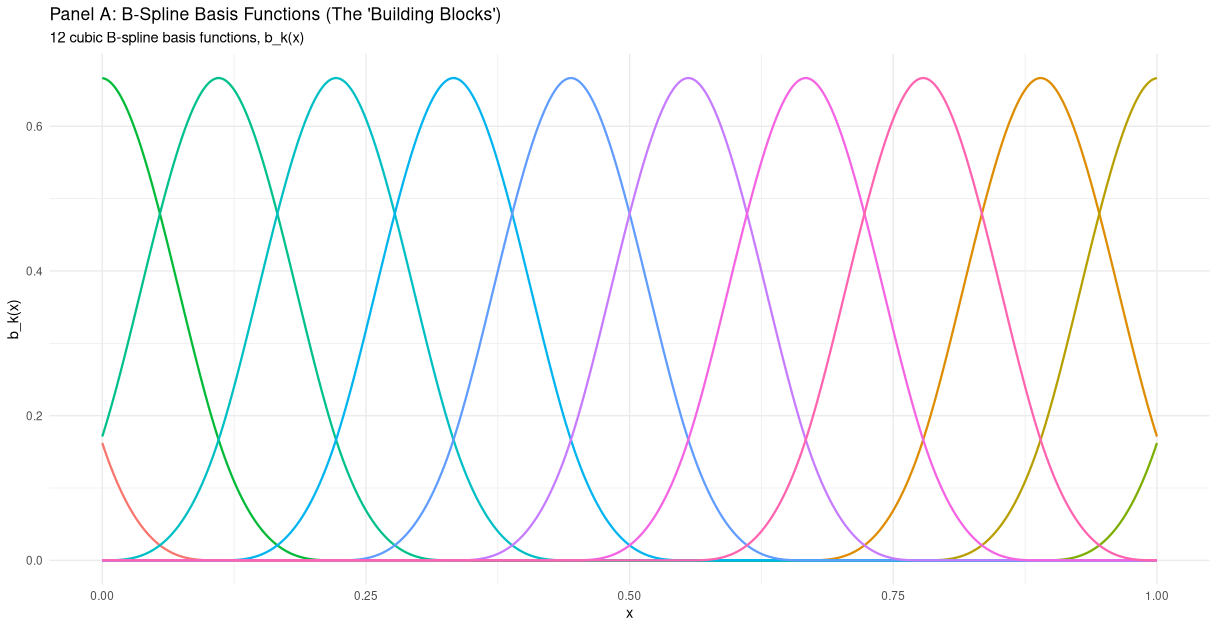 Panel A: B-Spline Basis Functions (The 'Building Blocks')
12 cubic B-spline basis functions, b_k(x)
b_k(x)
0.6
0.4
0.2
0.0
0.00 0.25 0.50 0.75 1.00
x